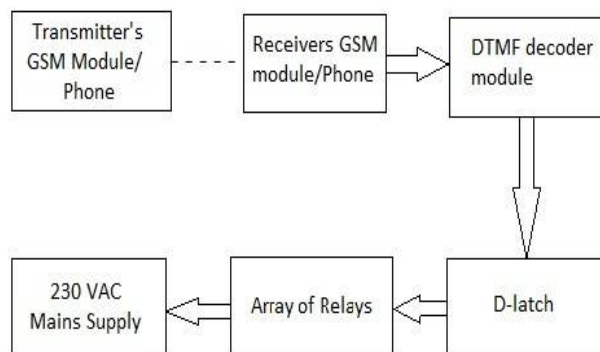 Transmitter's
GSM Module/
Phone
Receivers GSM
module/Phone
DTMF decoder
module
230 VAC
Mains Supply
Array of Relays
D-latch